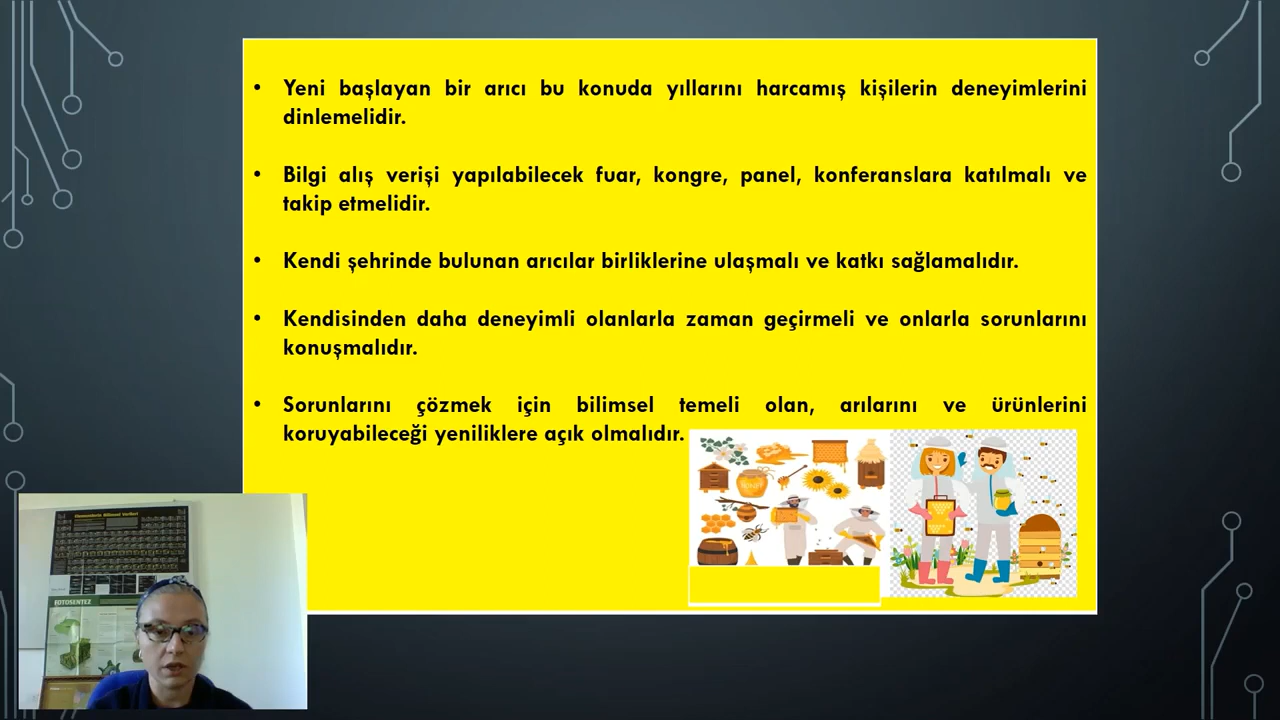 • Yeni başlayan bir arıcı bu konuda yıllarını harcamış kişilerin deneyimlerini
dinlemelidir.
• Bilgi alış verişi yapılabilecek fuar, kongre, panel, konferanslara katılmalı ve
takip etmelidir.
• Kendi şehrinde bulunan arıcılar birliklerine ulaşmalı ve katkı sağlamalıdır.
• Kendisinden daha deneyimli olanlarla zaman geçirmeli ve onlarla sorunlarını
konuşmalıdır.
• Sorunlarını çözmek için bilimsel temeli olan, arılarını ve ürünlerini
koruyabileceği yeniliklere açık olmalıdır.
HONEY
FOTOSENTEZ